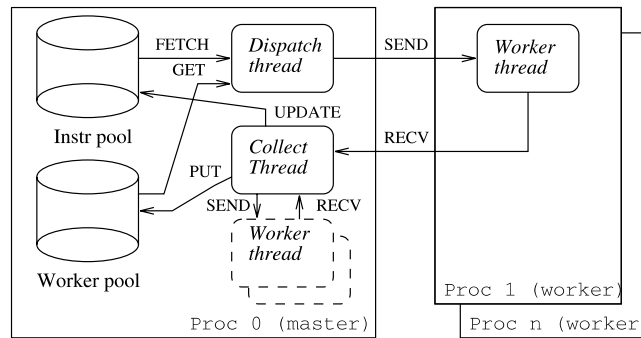 FETCH
Dispatch
thread
SEND
Worker
thread
GET
Instr pool
UPDATE
Collect
Thread
RECV
PUT
SEND
RECV
Worker
thread
Worker pool
Proc 1 (worker)
Proc 0 (master)
Proc n (worker